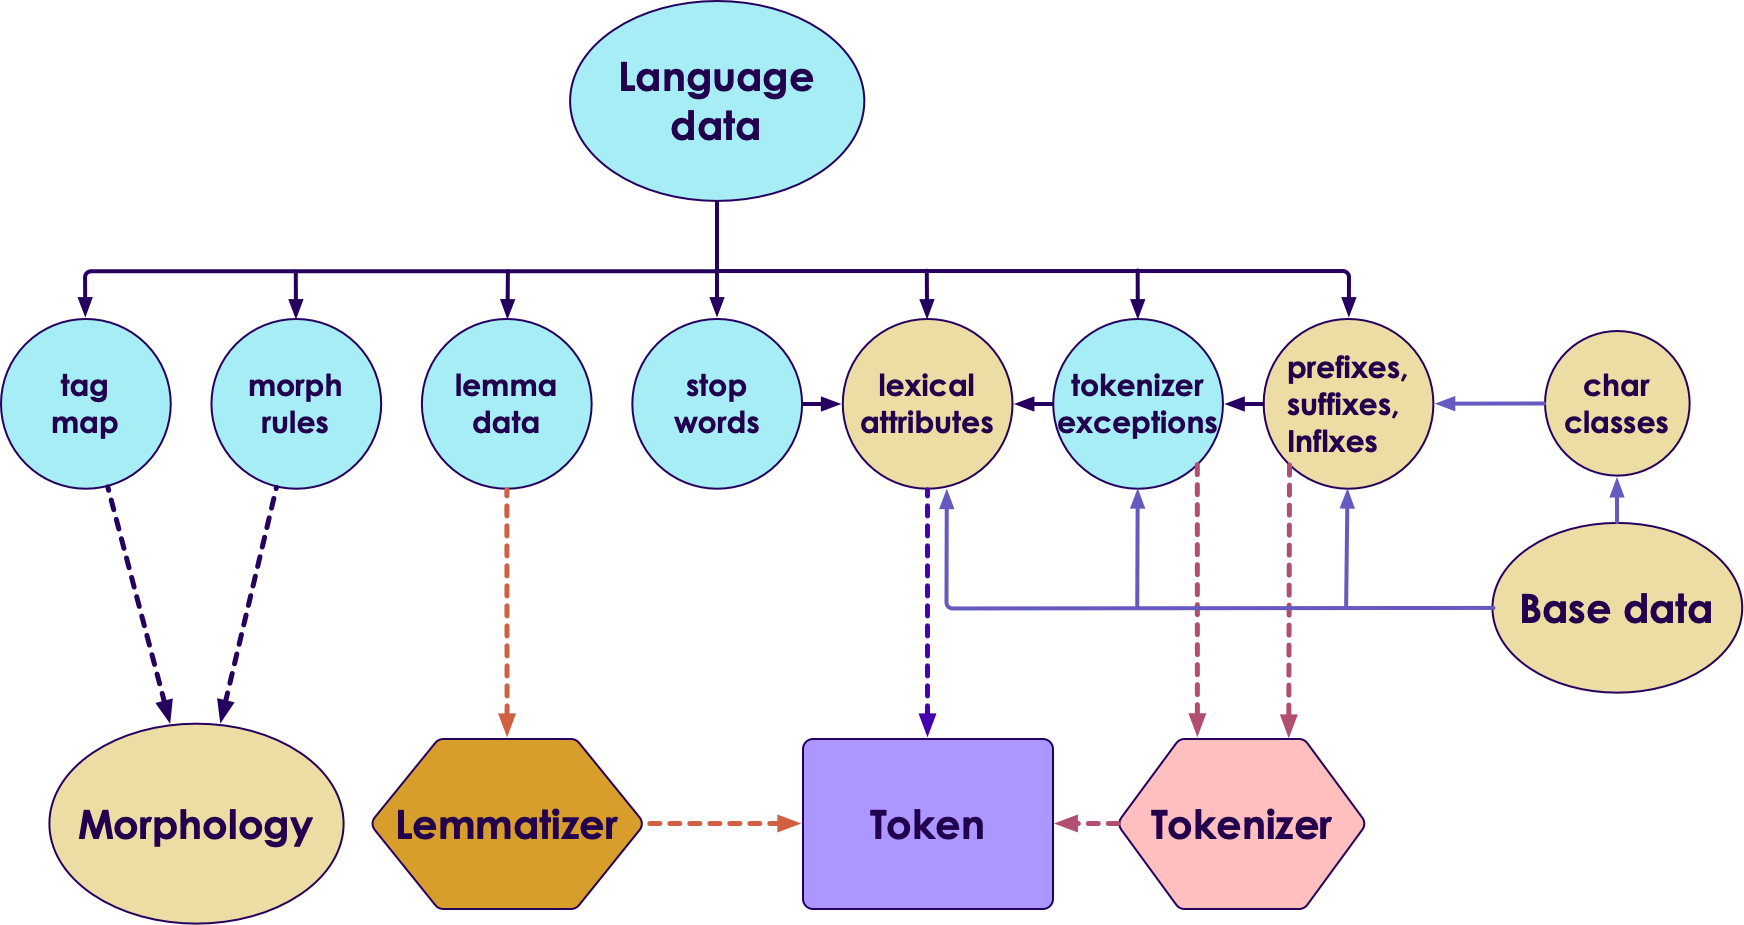 Language
data
tag
map
morph
rules
lemma
data
stop
words
lexical
attributes
tokenizer
exceptions
prefixes,
suffixes,
Inflxes
char
classes
Base data
Morphology
Lemmatizer
Token
Tokenizer